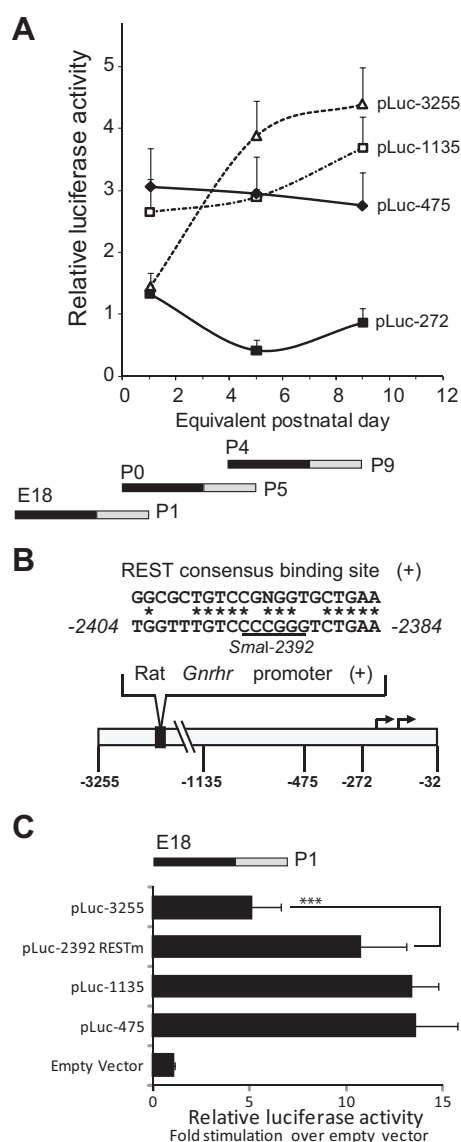 A
Relative luciferase activity
5
4
3
2
1
0
pLuc-3255
pLuc-1135
pLuc-475
pLuc-272
0 2 4 6 8 10 12
Equivalent postnatal day
P4
P9
P0
P5
E18
P1
B
REST consensus binding site (+)
GGCGCTGTCCGNGGTGCTGAA
* ***** *** *****
-2404 TGGTTTGTCCCCCGGGTCTGAA -2384
SmaI-2392
Rat Gnrhr promoter (+)
-3255 -1135 -475 -272 -32
C
E18
P1
pLuc-3255
***
pLuc-2392 RESTm
pLuc-1135
pLuc-475
Empty Vector
0 5 10 15
Relative luciferase activity
Fold stimulation over empty vector